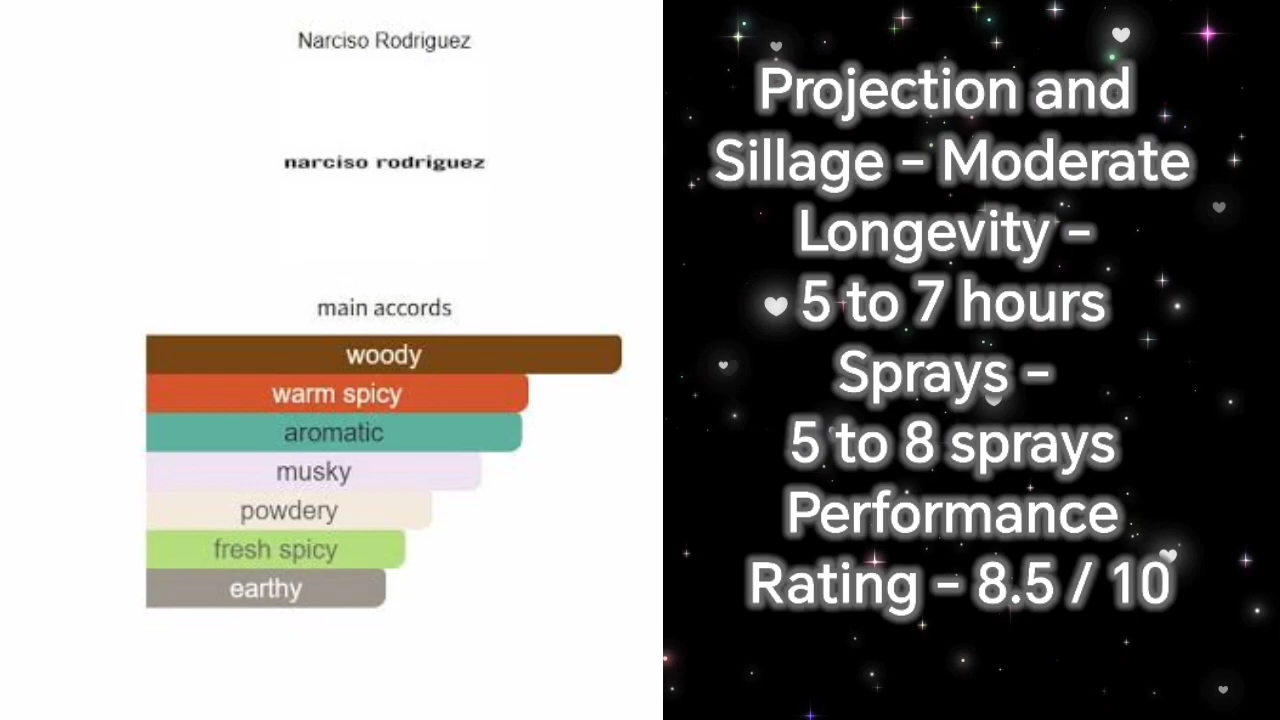 Narciso Rodriguez
narciso rodriguez
main accords
woody
warm spicy
aromatic
musky
powdery
fresh spicy
earthy
Projection and
Sillage - Moderate
Longevity -
5 to 7 hours
Sprays -
5 to 8 sprays
Performance
Rating - 8.5 / 10